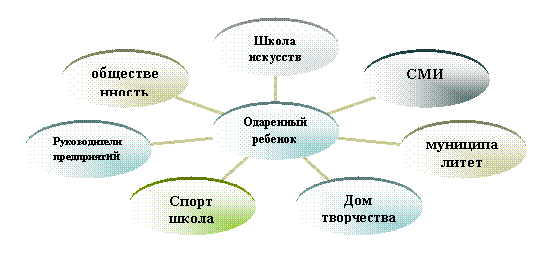 Школа
искусств
обществе
нность
СМИ
Одаренный
ребенок
Руководители
предприятий
муниципа
литет
Спорт
школа
Дом
творчества